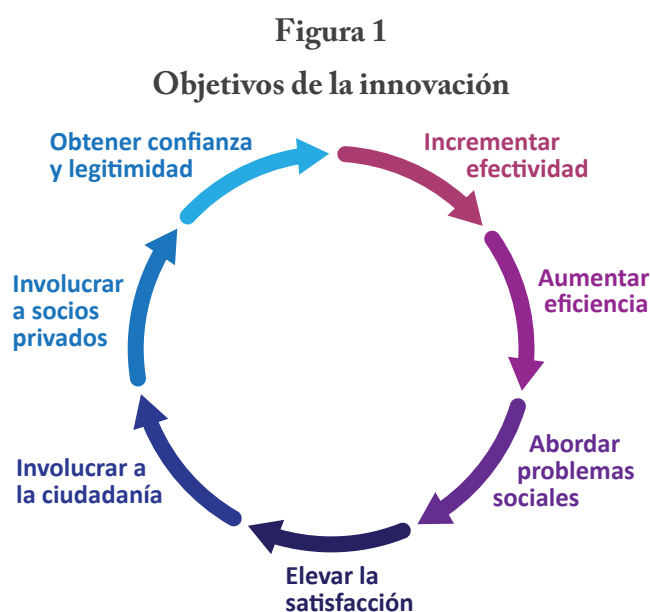 Figura 1
Objetivos de la innovación
Obtener confianza
y legitimidad
Incrementar
efectividad
Aumentar
eficiencia
Abordar
problemas
sociales
Elevar la
satisfacción
Involucrar a
la ciudadanía
Involucrar
a socios
privados